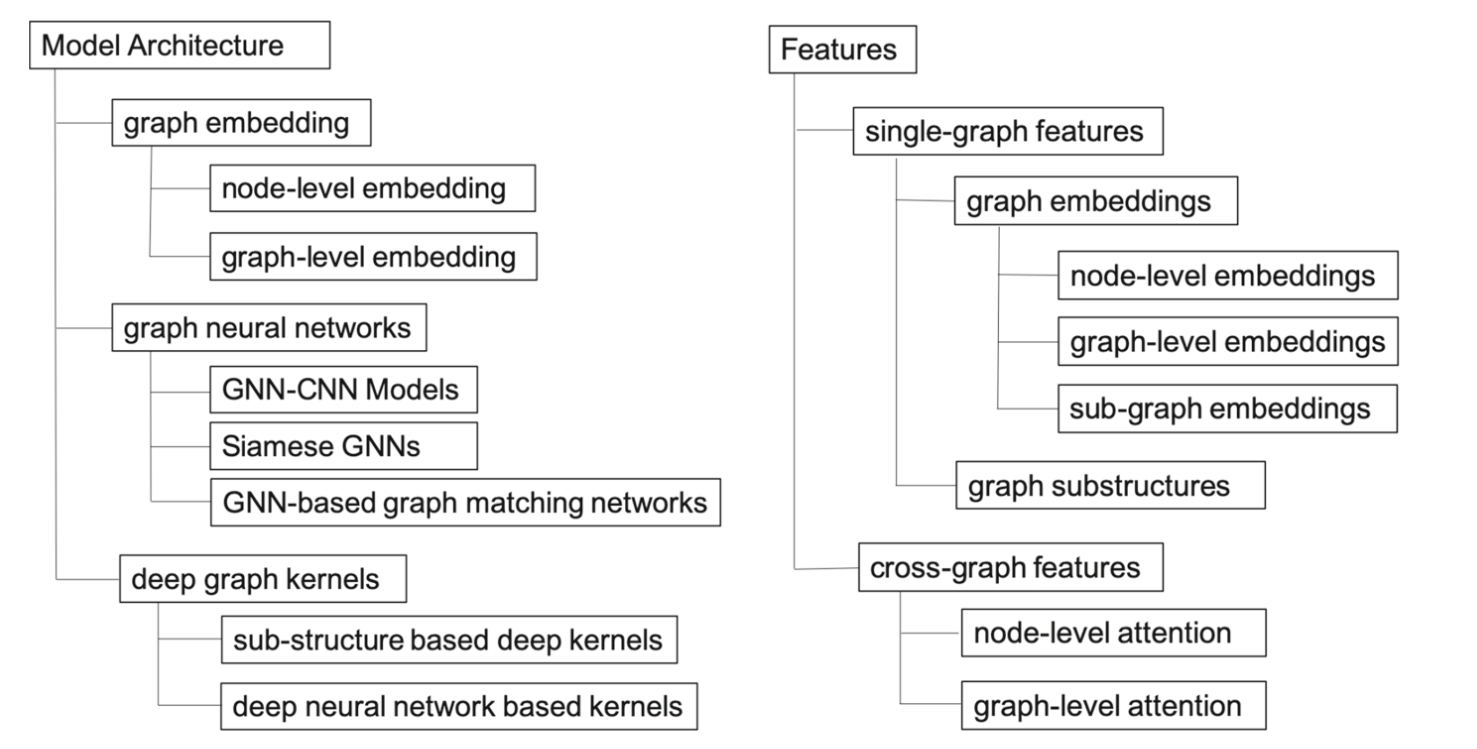 Model Architecture
graph embedding
node-level embedding
graph-level embedding
graph neural networks
GNN-CNN Models
Siamese GNNs
GNN-based graph matching networks
deep graph kernels
sub-structure based deep kernels
deep neural network based kernels
Features
single-graph features
graph embeddings
node-level embeddings
graph-level embeddings
sub-graph embeddings
graph substructures
cross-graph features
node-level attention
graph-level attention